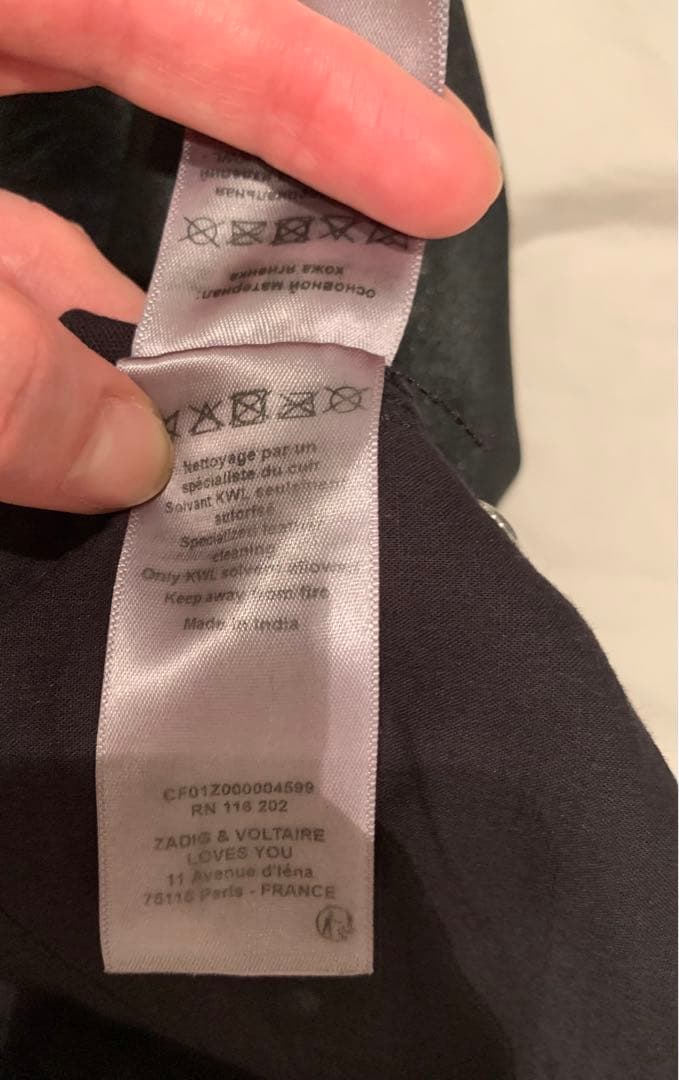 основной материал:
кожа ягненка
Nettoyage par un
spécialiste du cuir
Solvant KWL seulement
autorisé
Specialized leather
cleaning
Only KWL solvent allowed
Keep away from fire
Made in India
CF01Z000004599
RN 116 202
ZADIG & VOLTAIRE
LOVES YOU
11 Avenue d'Iéna
75116 Paris - FRANCE